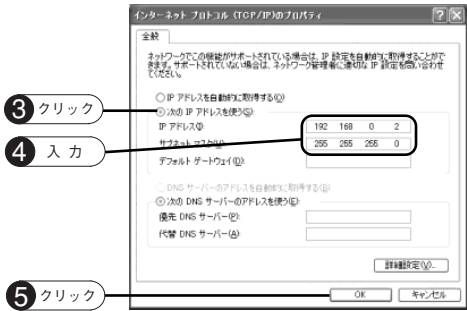 インターネット プロトコル (TCP/IP)のプロパティ
全般
ネットワークでこの機能がサポートされている場合は、IP 設定を自動的に取得することがで
きます。サポートされていない場合は、ネットワーク管理者に適切な IP 設定を問い合わせ
てください。
IP アドレスを自動的に取得する(O)
❸ クリック
次の IP アドレスを使う(S):
IP アドレス(I):
192 168 0 2
❹ 入 力
サブネット マスク(U):
255 255 255 0
デフォルト ゲートウェイ(D):
DNS サーバーのアドレスを自動的に取得する(B)
次の DNS サーバーのアドレスを使う(E):
優先 DNS サーバー(P):
代替 DNS サーバー(A):
詳細設定(V)...
❺ クリック
OK
キャンセル